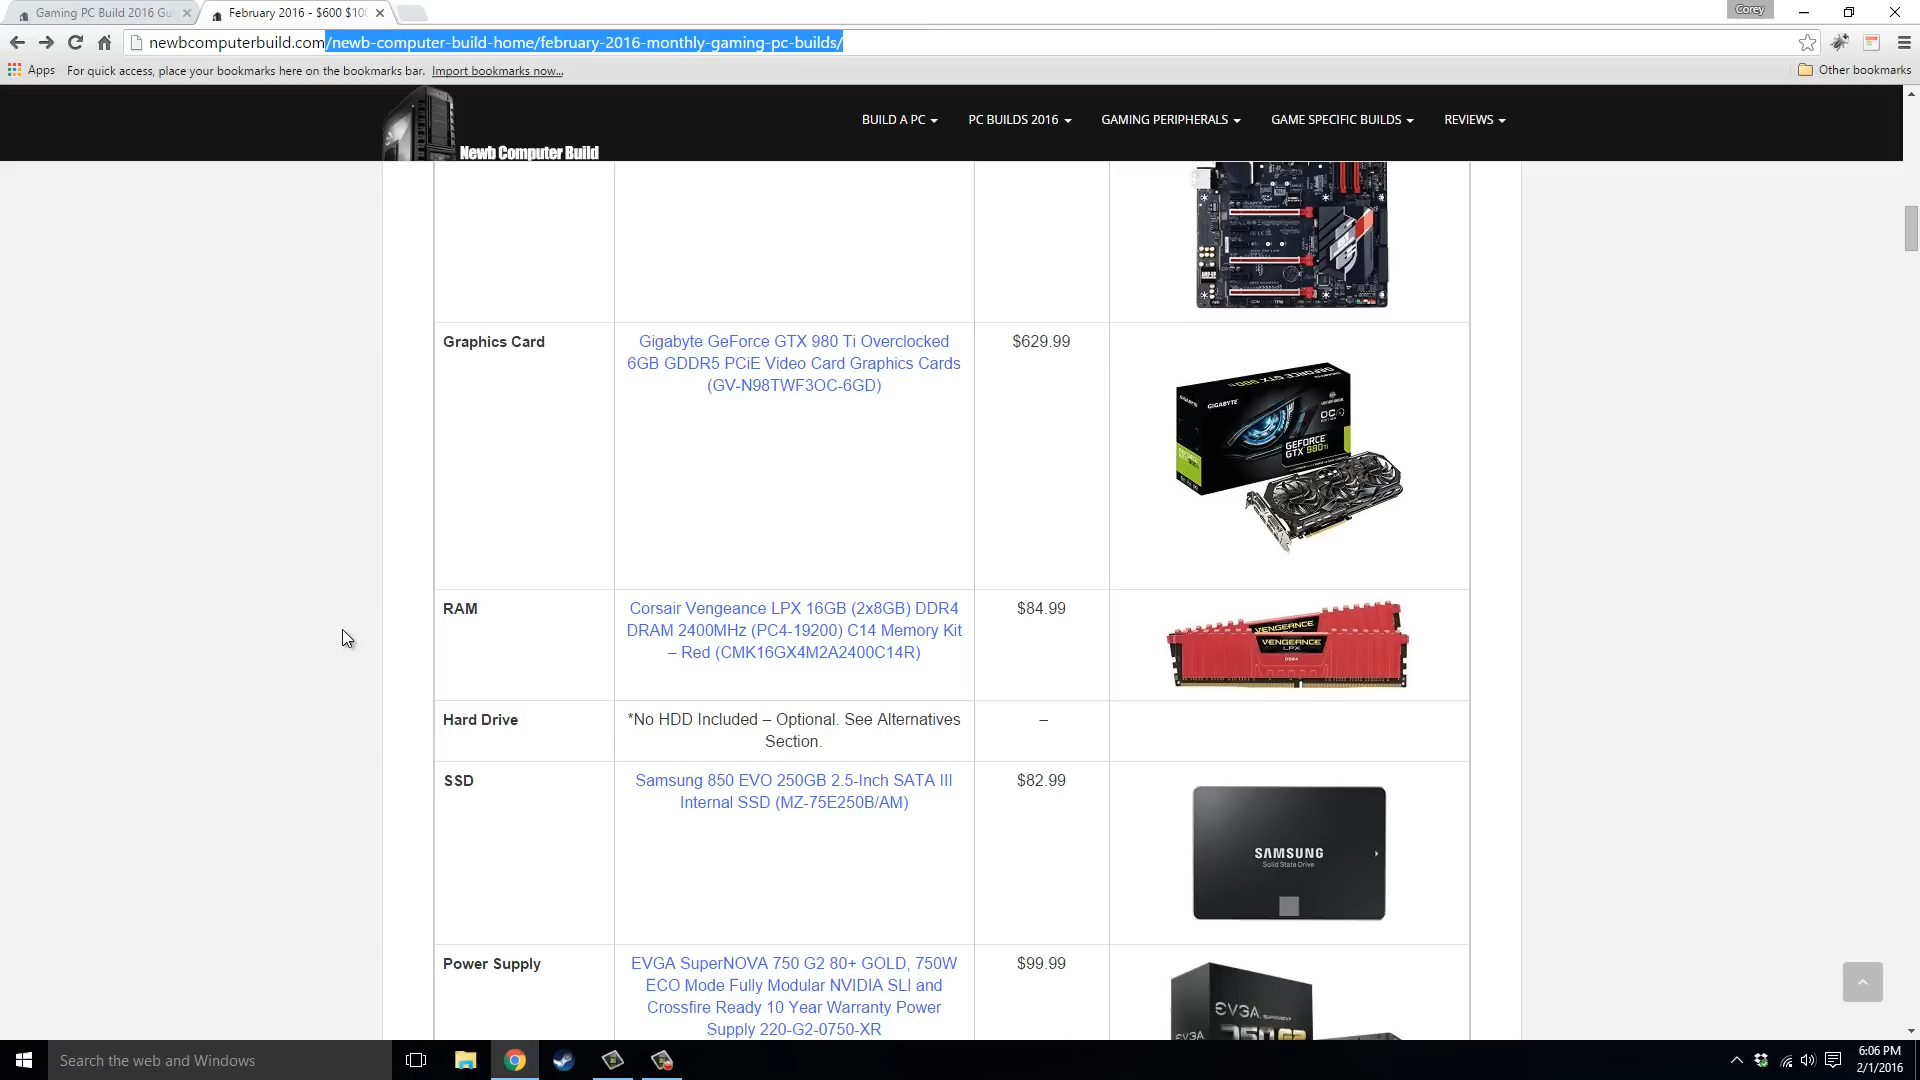 Gaming PC Build 2016 Gu
February 2016 - $600 $100
Corey
newbcomputerbuild.com/newb-computer-build-home/february-2016-monthly-gaming-pc-builds/
Apps
For quick access, place your bookmarks here on the bookmarks bar. Import bookmarks now...
Other bookmarks
Newb Computer Build
BUILD A PC
PC BUILDS 2016
GAMING PERIPHERALS
GAME SPECIFIC BUILDS
REVIEWS
Graphics Card
Gigabyte GeForce GTX 980 Ti Overclocked
6GB GDDR5 PCiE Video Card Graphics Cards
(GV-N98TWF3OC-6GD)
$629.99
GIGABYTE
OC
EDITION
GEFORCE
GTX 980Ti
RAM
Corsair Vengeance LPX 16GB (2x8GB) DDR4
DRAM 2400MHz (PC4-19200) C14 Memory Kit
– Red (CMK16GX4M2A2400C14R)
$84.99
VENGEANCE
VENGEANCE
LPX
DDR4
Hard Drive
*No HDD Included – Optional. See Alternatives
Section.
–
SSD
Samsung 850 EVO 250GB 2.5-Inch SATA III
Internal SSD (MZ-75E250B/AM)
$82.99
SAMSUNG
Solid State Drive
Power Supply
EVGA SuperNOVA 750 G2 80+ GOLD, 750W
ECO Mode Fully Modular NVIDIA SLI and
Crossfire Ready 10 Year Warranty Power
Supply 220-G2-0750-XR
$99.99
EVGA
SUPERNOVA
750 G2
EVGA
Search the web and Windows
6:06 PM
2/1/2016